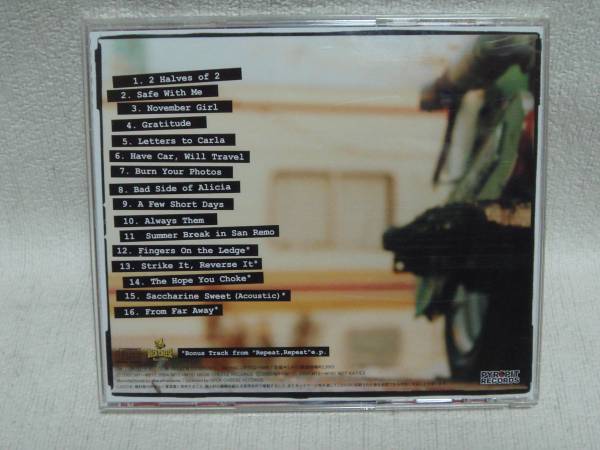 1. 2 Halves of 2
2. Safe With Me
3. November Girl
4. Gratitude
5. Letters to Carla
6. Have Car, Will Travel
7. Burn Your Photos
8. Bad Side of Alicia
9. A Few Short Days
10. Always Them
11 Summer Break in San Remo
12. Fingers On the Ledge*
13. Strike It, Reverse It*
14. The Hope You Choke*
15. Saccharine Sweet (Acoustic)*
16. From Far Away*
*Bonus Track from "Repeat,Repeat"e.p.
PYROPIT
RECORDS